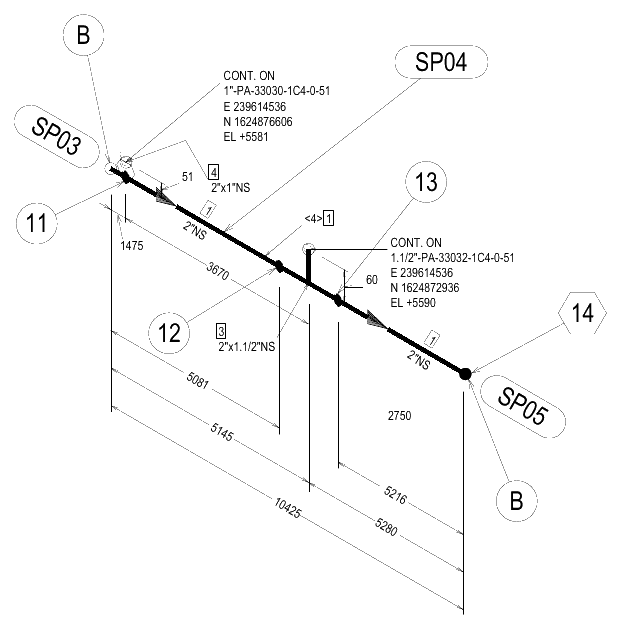 B
SP04
CONT. ON
1"-PA-33030-1C4-0-51
E 239614536
N 1624876606
EL +5581
SP03
51
4
2"x1"NS
13
11
1
2"NS
<4>1
1475
3670
CONT. ON
1.1/2"-PA-33032-1C4-0-51
E 239614536
N 1624872936
EL +5590
60
14
12
3
2"x1.1/2"NS
1
2"NS
5081
SP05
2750
5145
B
5216
10425
5280